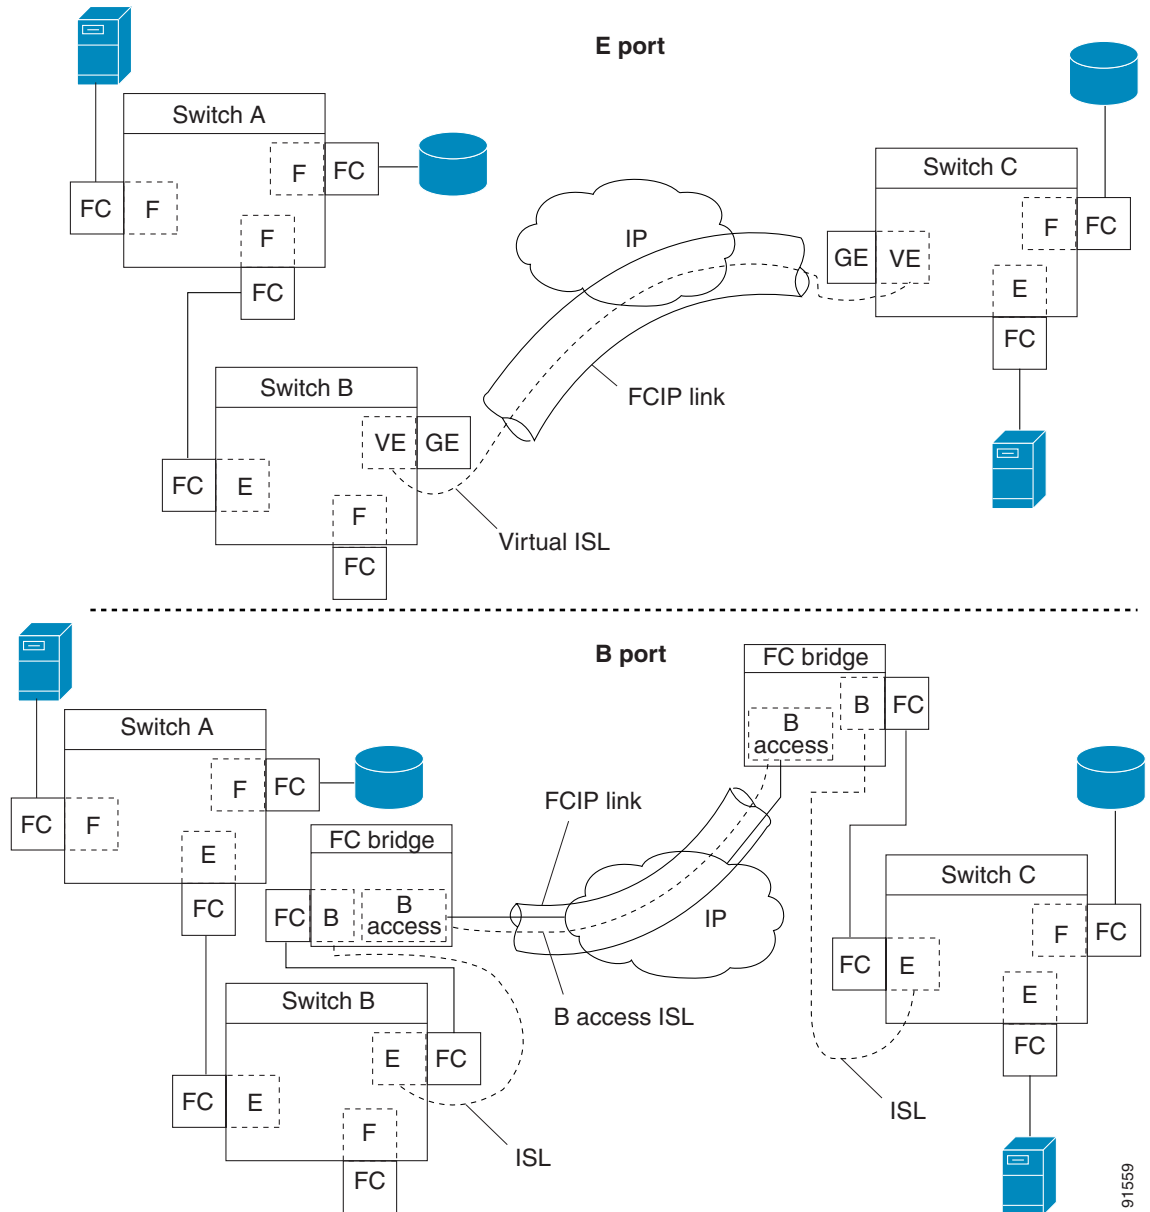 E port
Switch A
F
FC
FC
F
F
FC
Switch C
F
FC
GE
VE
E
FC
IP
FCIP link
Switch B
VE
GE
FC
E
F
FC
Virtual ISL
B port
FC bridge
B
FC
B
access
Switch A
F
FC
FC
F
E
FC
FCIP link
FC bridge
FC
B
B
access
IP
B access ISL
Switch C
F
FC
FC
E
E
FC
ISL
Switch B
E
FC
FC
E
F
FC
ISL
91559